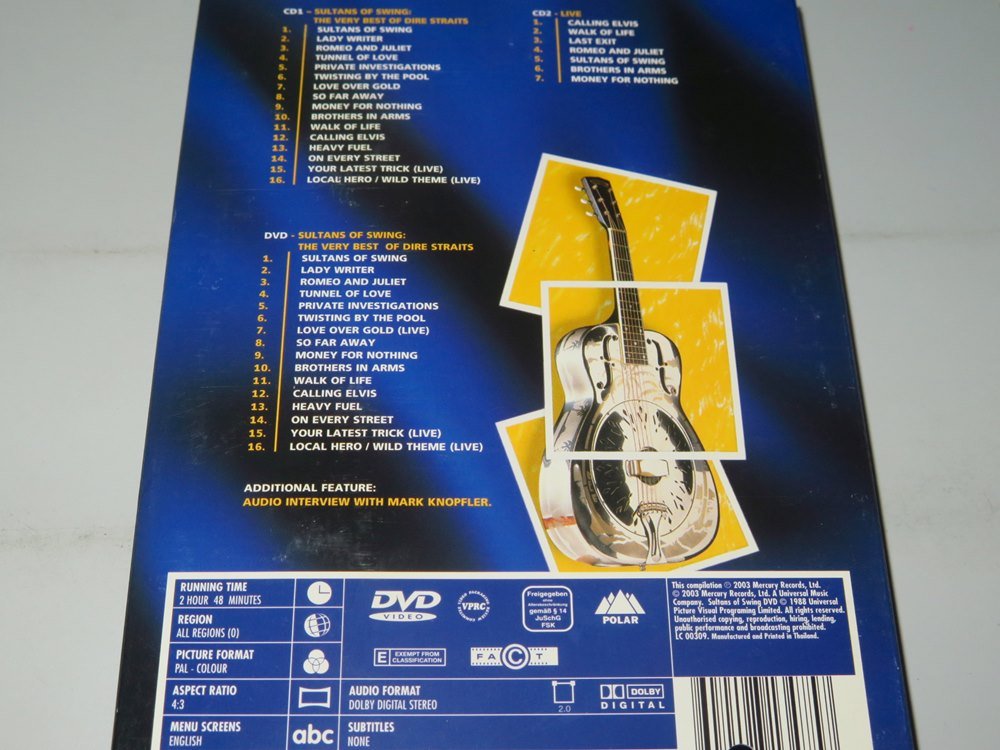 CD1 - SULTANS OF SWING:
THE VERY BEST OF DIRE STRAITS
1. SULTANS OF SWING
2. LADY WRITER
3. ROMEO AND JULIET
4. TUNNEL OF LOVE
5. PRIVATE INVESTIGATIONS
6. TWISTING BY THE POOL
7. LOVE OVER GOLD
8. SO FAR AWAY
9. MONEY FOR NOTHING
10. BROTHERS IN ARMS
11. WALK OF LIFE
12. CALLING ELVIS
13. HEAVY FUEL
14. ON EVERY STREET
15. YOUR LATEST TRICK (LIVE)
16. LOCAL HERO / WILD THEME (LIVE)
CD2 - LIVE
1. CALLING ELVIS
2. WALK OF LIFE
3. LAST EXIT
4. ROMEO AND JULIET
5. SULTANS OF SWING
6. BROTHERS IN ARMS
7. MONEY FOR NOTHING
DVD - SULTANS OF SWING:
THE VERY BEST OF DIRE STRAITS
1. SULTANS OF SWING
2. LADY WRITER
3. ROMEO AND JULIET
4. TUNNEL OF LOVE
5. PRIVATE INVESTIGATIONS
6. TWISTING BY THE POOL
7. LOVE OVER GOLD (LIVE)
8. SO FAR AWAY
9. MONEY FOR NOTHING
10. BROTHERS IN ARMS
11. WALK OF LIFE
12. CALLING ELVIS
13. HEAVY FUEL
14. ON EVERY STREET
15. YOUR LATEST TRICK (LIVE)
16. LOCAL HERO / WILD THEME (LIVE)
ADDITIONAL FEATURE:
AUDIO INTERVIEW WITH MARK KNOPFLER.
RUNNING TIME
2 HOUR 48 MINUTES
REGION
ALL REGIONS (0)
PICTURE FORMAT
PAL - COLOUR
ASPECT RATIO
4:3
MENU SCREENS
ENGLISH
abc
DVD
VIDEO
VPRC
Freigegeben
ohne
Altersbeschränkung
gemäß § 14
JuSchG
FSK
POLAR
E EXEMPT FROM
CLASSIFICATION
FACT
AUDIO FORMAT
DOLBY DIGITAL STEREO
2.0
DOLBY
DIGITAL
SUBTITLES
NONE
This compilation ℗ 2003 Mercury Records, Ltd.
© 2003 Mercury Records, Ltd. A Universal Music
Company. Sultans of Swing DVD © 1988 Universal
Picture Visual Programing Limited. All rights reserved.
Unauthorised copying, reproduction, hiring, lending,
public performance and broadcasting prohibited.
LC 00309. Manufactured and Printed in Thailand.